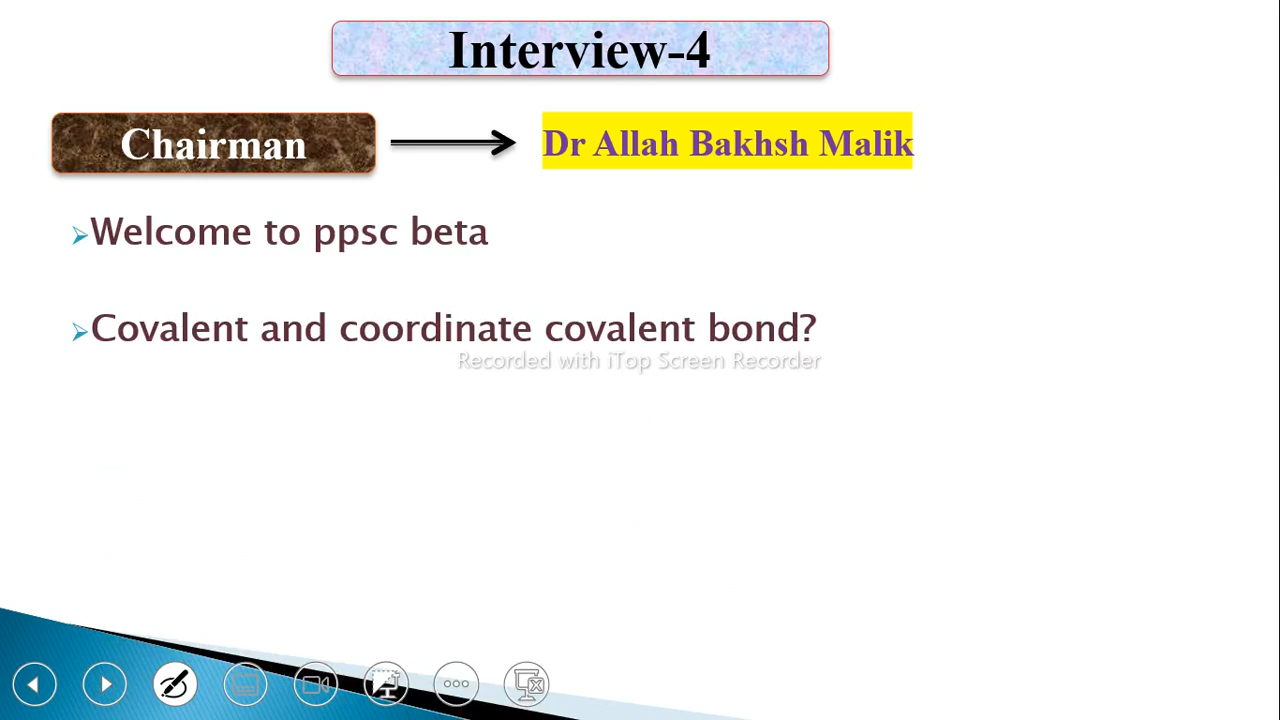 Interview-4
Chairman
Dr Allah Bakhsh Malik
Welcome to ppsc beta
Covalent and coordinate covalent bond?
Recorded with iTop Screen Recorder